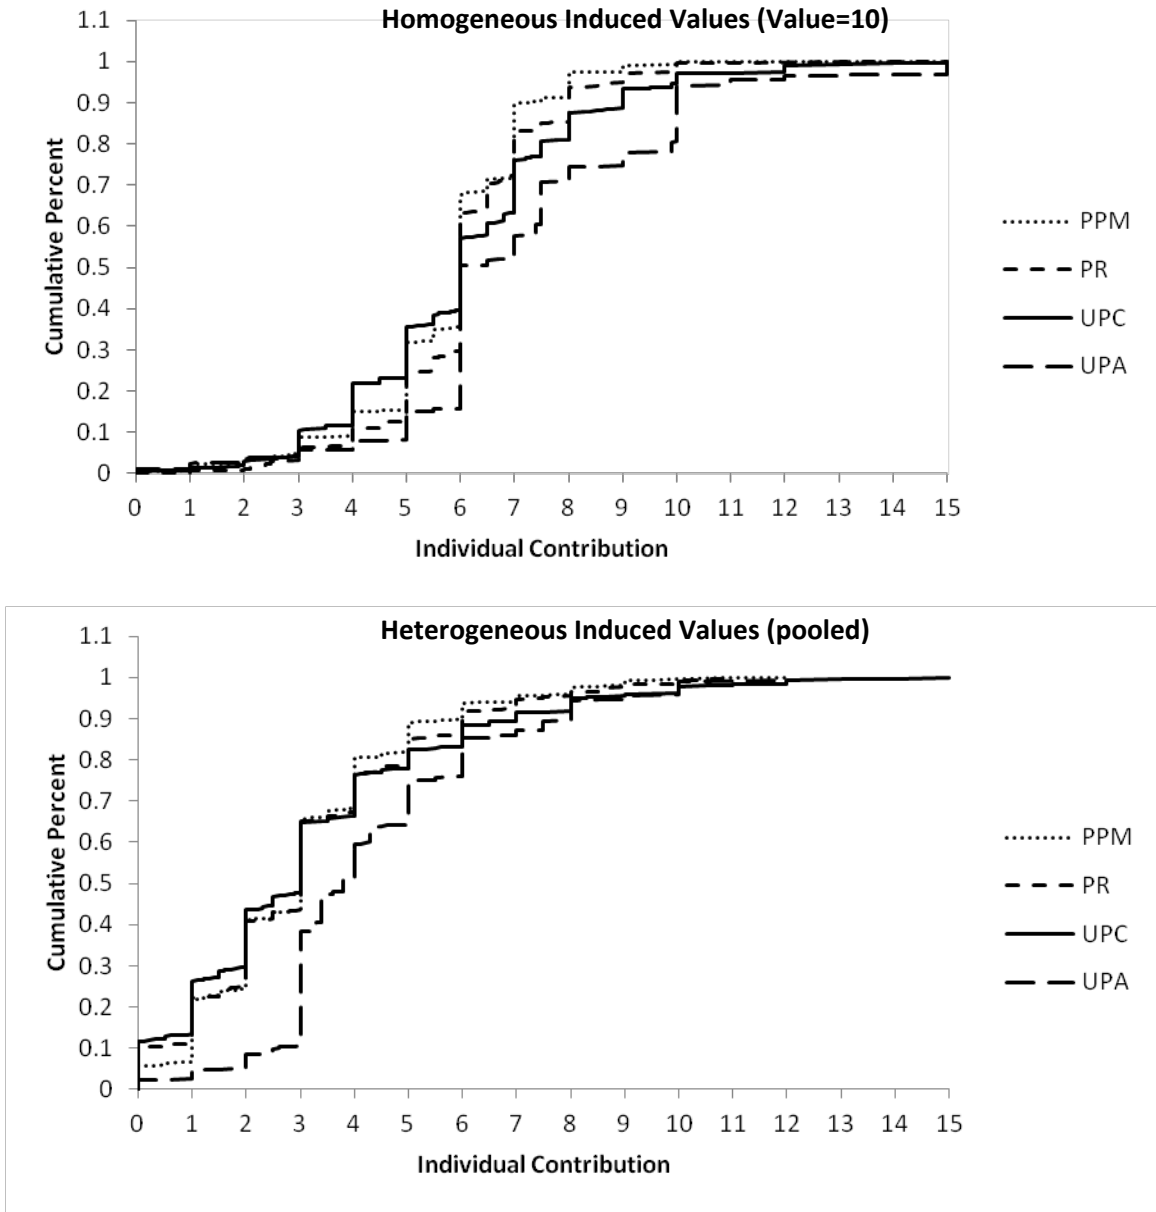 Homogeneous Induced Values (Value=10)
1.1
1
0.9
0.8
0.7
0.6
0.5
0.4
0.3
0.2
0.1
0
Cumulative Percent
0 1 2 3 4 5 6 7 8 9 10 11 12 13 14 15
Individual Contribution
PPM
PR
UPC
UPA
Heterogeneous Induced Values (pooled)
1.1
1
0.9
0.8
0.7
0.6
0.5
0.4
0.3
0.2
0.1
0
Cumulative Percent
0 1 2 3 4 5 6 7 8 9 10 11 12 13 14 15
Individual Contribution
PPM
PR
UPC
UPA